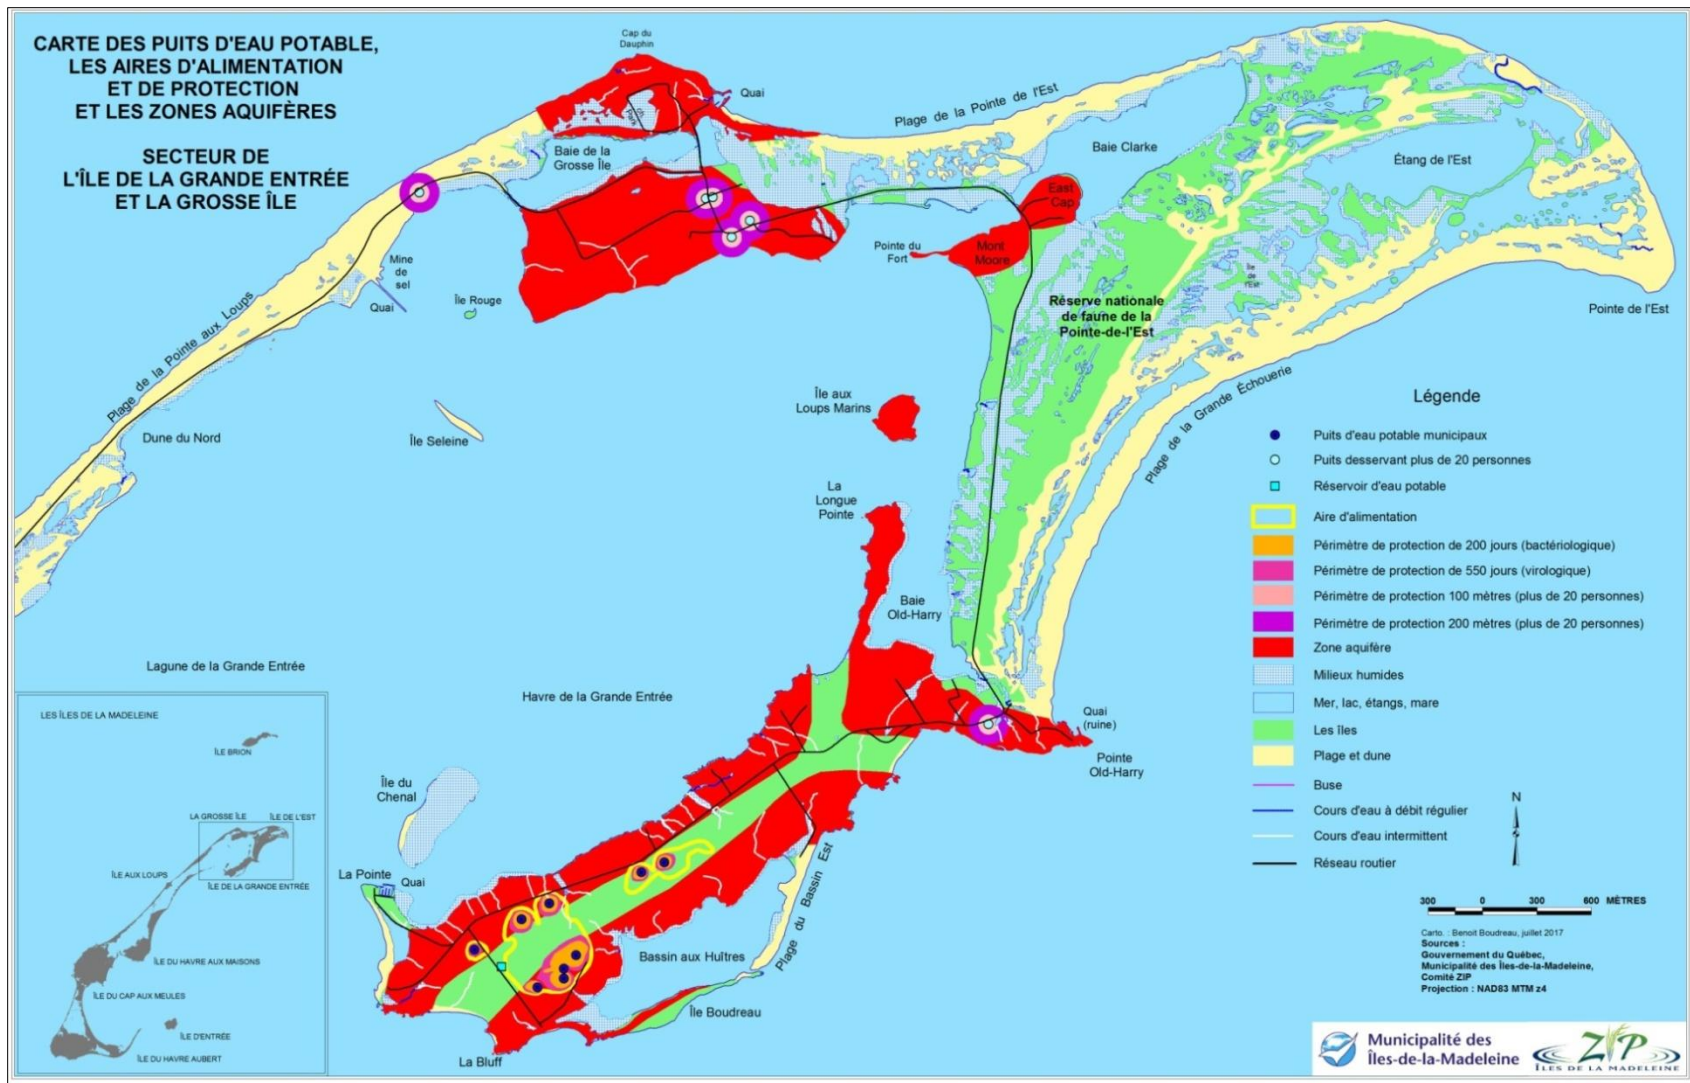 CARTE DES PUITS D'EAU POTABLE,
LES AIRES D'ALIMENTATION
ET DE PROTECTION
ET LES ZONES AQUIFÈRES
SECTEUR DE
L'ÎLE DE LA GRANDE ENTRÉE
ET LA GROSSE ÎLE
Cap du
Dauphin
Quai
Plage de la Pointe de l'Est
Baie de la
Grosse Île
Baie Clarke
Étang de l'Est
East
Cap
Pointe du
Fort
Mont
Moore
Île
de
l'Est
Mine
de
sel
Quai
Île Rouge
Réserve nationale
de faune de la
Pointe-de-l'Est
Pointe de l'Est
Plage de la Pointe aux Loups
Dune du Nord
Île Seleine
Île aux
Loups Marins
Plage de la Grande Échouerie
La
Longue
Pointe
Baie
Old-Harry
Lagune de la Grande Entrée
Havre de la Grande Entrée
Quai
(ruine)
Pointe
Old-Harry
Île du
Chenal
La Pointe
Quai
Plage du Bassin Est
Bassin aux Huîtres
Île Boudreau
La Bluff
LES ÎLES DE LA MADELEINE
ÎLE BRION
LA GROSSE ÎLE
ÎLE DE L'EST
ÎLE AUX LOUPS
ÎLE DE LA GRANDE ENTRÉE
ÎLE DU HAVRE AUX MAISONS
ÎLE DU CAP AUX MEULES
ÎLE D'ENTRÉE
ÎLE DU HAVRE AUBERT
Légende
Puits d'eau potable municipaux
Puits desservant plus de 20 personnes
Réservoir d'eau potable
Aire d'alimentation
Périmètre de protection de 200 jours (bactériologique)
Périmètre de protection de 550 jours (virologique)
Périmètre de protection 100 mètres (plus de 20 personnes)
Périmètre de protection 200 mètres (plus de 20 personnes)
Zone aquifère
Milieux humides
Mer, lac, étangs, mare
Les îles
Plage et dune
Buse
Cours d'eau à débit régulier
Cours d'eau intermittent
Réseau routier
N
300 0 300 600 MÈTRES
Carto. : Benoit Boudreau, juillet 2017
Sources :
Gouvernement du Québec,
Municipalité des Îles-de-la-Madeleine,
Comité ZIP
Projection : NAD83 MTM z4
Municipalité des
Îles-de-la-Madeleine
ZIP
ÎLES DE LA MADELEINE